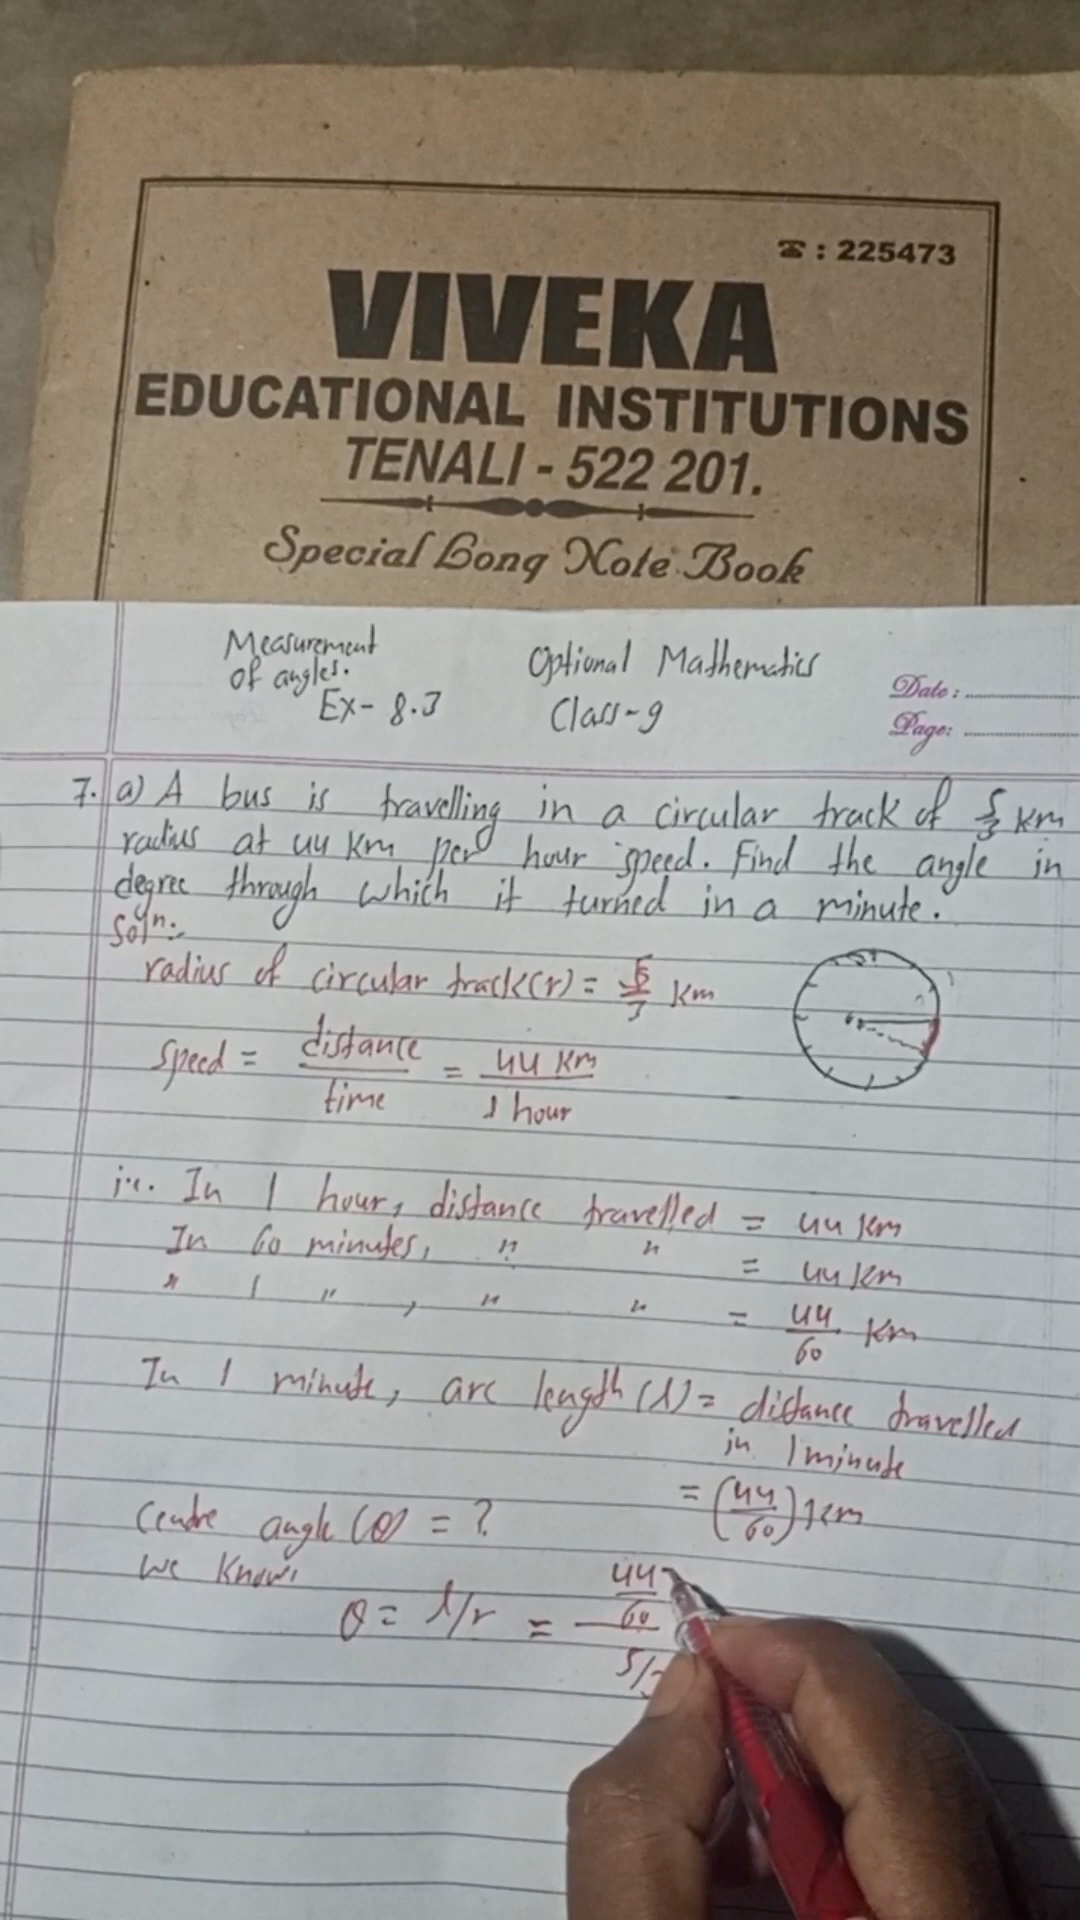 ☎ : 225473
VIVEKA
EDUCATIONAL INSTITUTIONS
TENALI - 522 201.
Special Long Note Book
Measurement of angles.
Ex- 8.3
Optional Mathematics
Class-9
Date:
Page:
7. a) A bus is travelling in a circular track of 5/3 km
radius at 44 km per hour speed. Find the angle in
degree through which it turned in a minute.
Solⁿ:
radius of circular track(r) = 5/3 km
Speed = distance/time = 44 km/1 hour
In 1 hour, distance travelled = 44 km
In 60 minutes, " " = 44 km
" 1 " , " " = 44/60 km
In 1 minute, arc length (l) = distance travelled
in 1 minute
= (44/60) km
Centre angle (θ) = ?
We know,
θ = l/r = 44/60
5/3